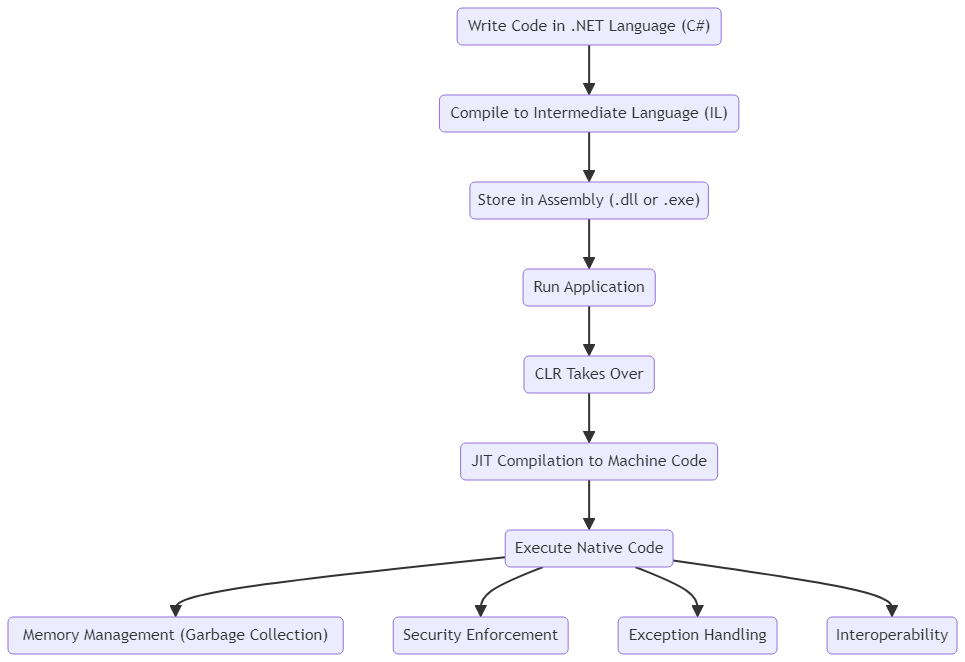 Write Code in .NET Language (C#)
Compile to Intermediate Language (IL)
Store in Assembly (.dll or .exe)
Run Application
CLR Takes Over
JIT Compilation to Machine Code
Execute Native Code
Memory Management (Garbage Collection)
Security Enforcement
Exception Handling
Interoperability